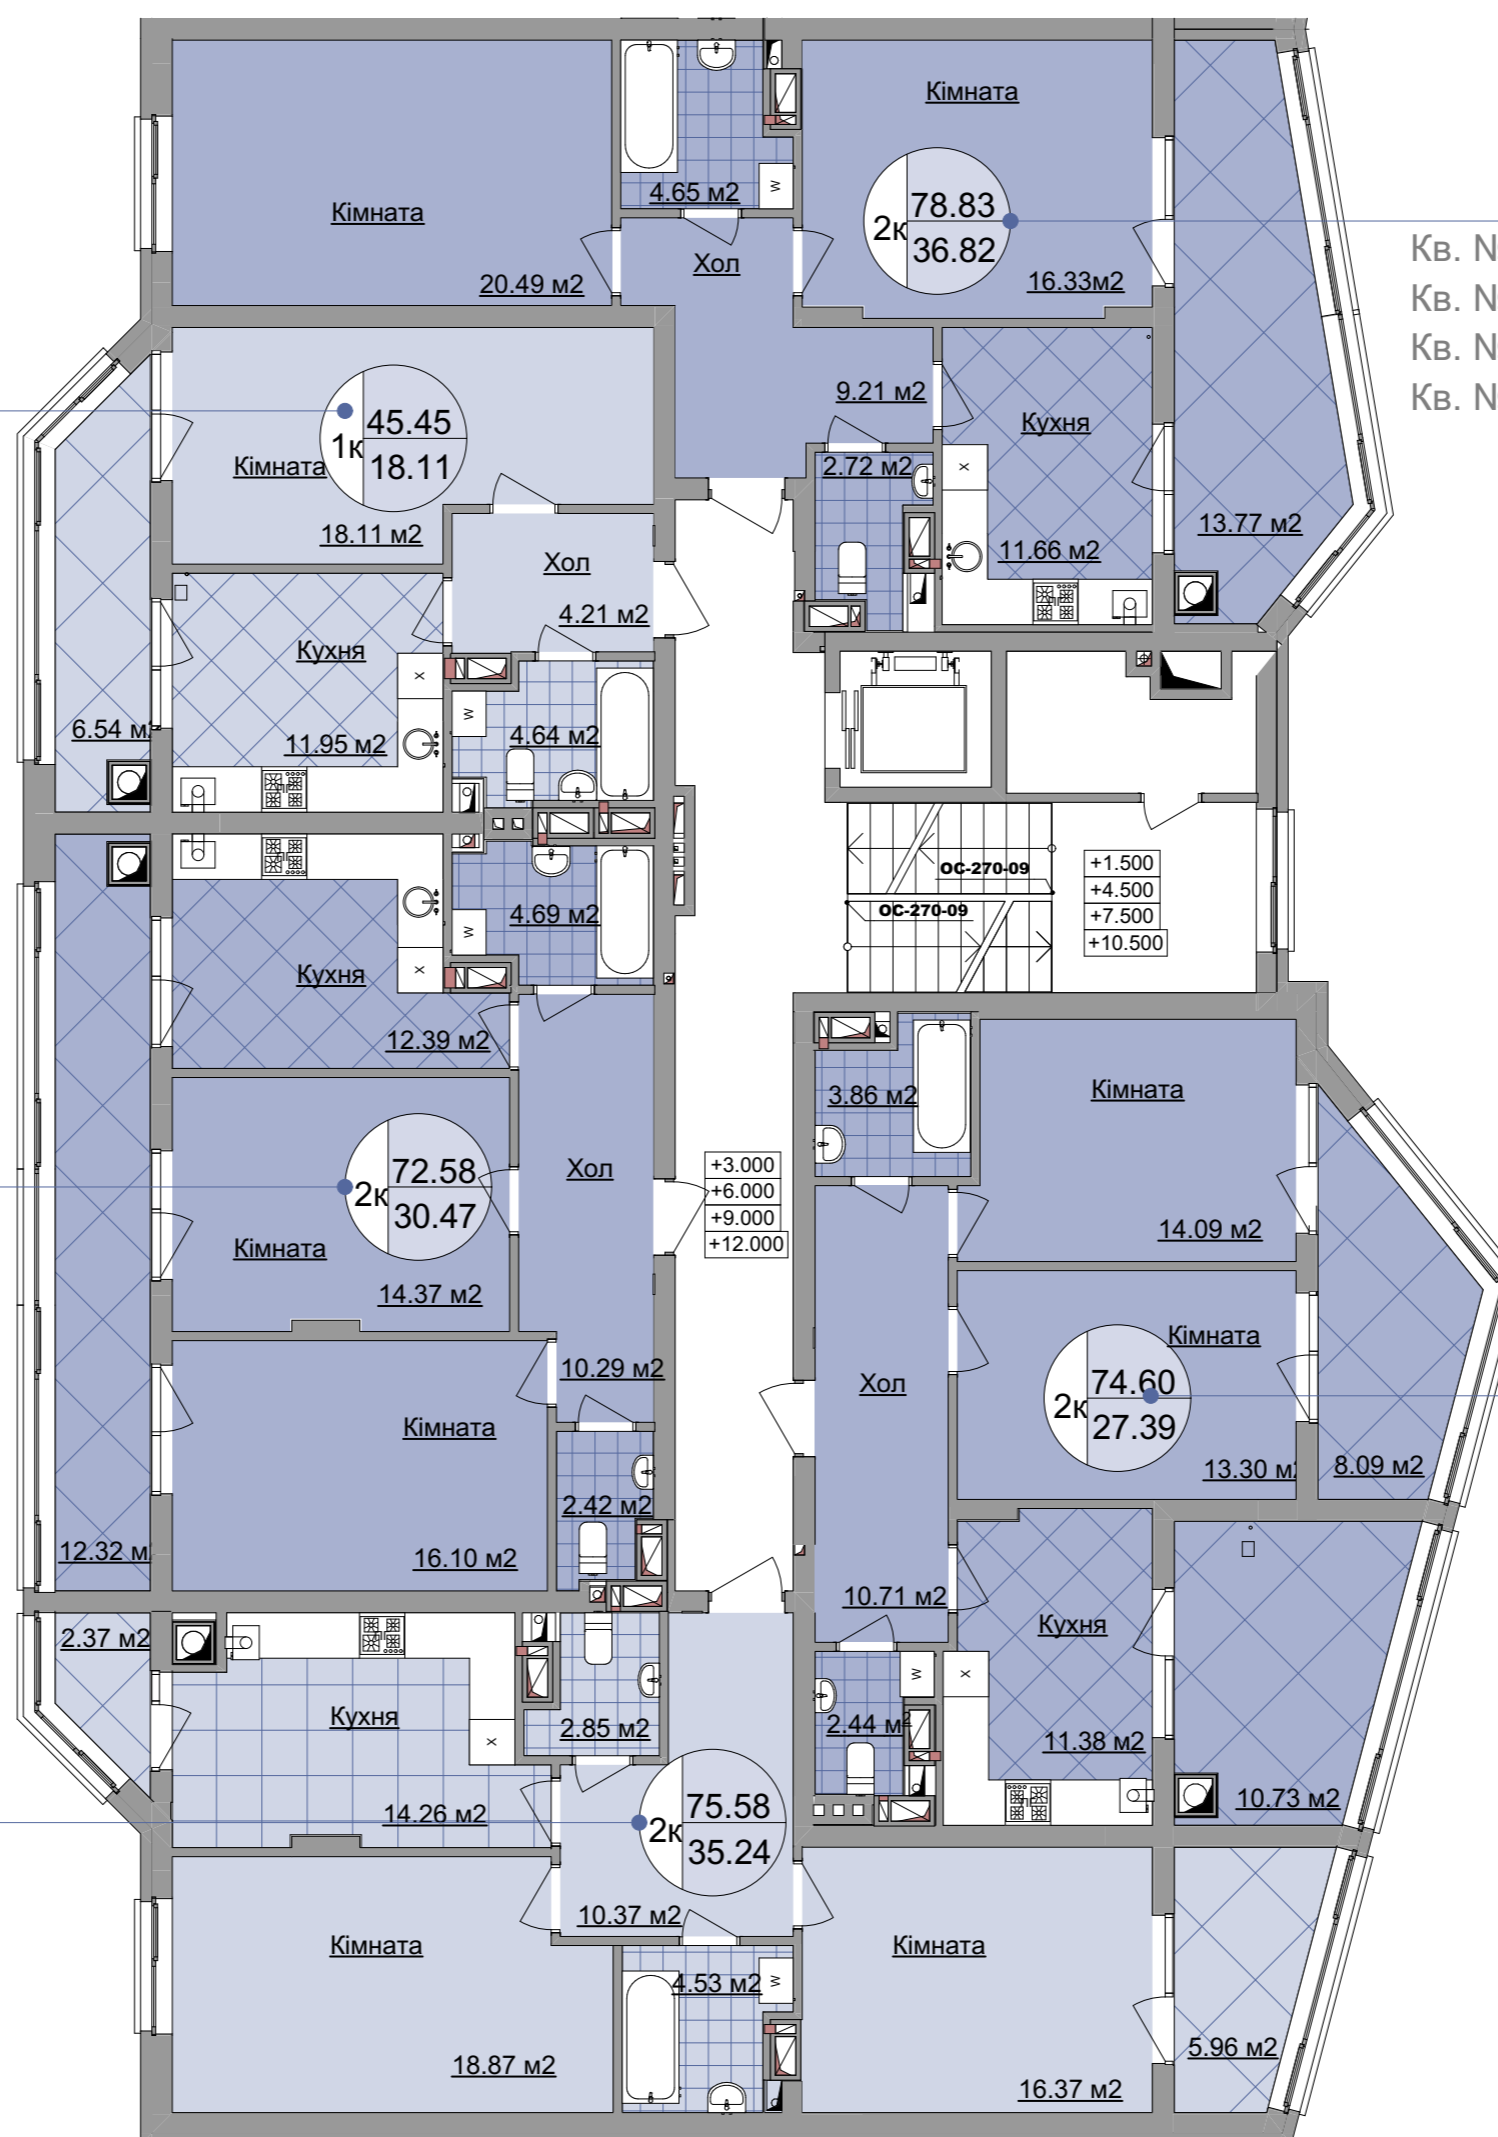 Кімната
4.65 м2
W
Кімната
2к
78.83
36.82
Кімната
20.49 м2
Хол
16.33м2
Кв. N
Кв. N
Кв. N
Кв. N
9.21 м2
Кухня
45.45
1к
18.11
Кімната
18.11 м2
2.72 м2
X
11.66 м2
13.77 м2
Хол
4.21 м2
Кухня
X
W
6.54 м
11.95 м2
4.64 м2
ОС-270-09
ОС-270-09
+1.500
+4.500
+7.500
+10.500
4.69 м2
W
X
Кухня
12.39 м2
3.86 м2
Кімната
14.09 м2
Хол
72.58
2к
30.47
Кімната
14.37 м2
+3.000
+6.000
+9.000
+12.000
10.29 м2
Хол
Кімната
74.60
2к
27.39
13.30 м
8.09 м2
Кімната
2.42 м2
12.32 м
16.10 м2
10.71 м2
Кухня
2.37 м2
Кухня
X
2.85 м2
W
X
2.44 м2
11.38 м2
10.73 м2
14.26 м2
75.58
2к
35.24
10.37 м2
Кімната
Кімната
4.53 м2
W
18.87 м2
16.37 м2
5.96 м2